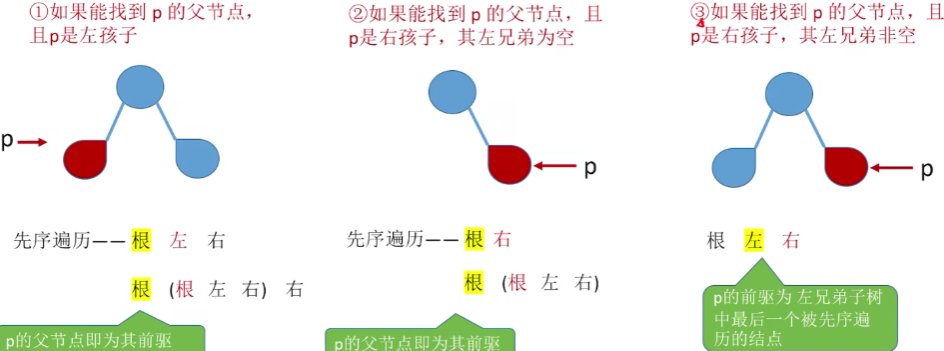 ①如果能找到 p 的父节点，
且p是左孩子
p
先序遍历—— 根 左 右
根 (根 左 右) 右
p的父节点即为其前驱
②如果能找到 p 的父节点，且
p是右孩子，其左兄弟为空
p
先序遍历—— 根 右
根 (根 左 右)
p的父节点即为其前驱
③如果能找到 p 的父节点，且
p是右孩子，其左兄弟非空
p
根 左 右
p的前驱为 左兄弟子树
中最后一个被先序遍
历的结点